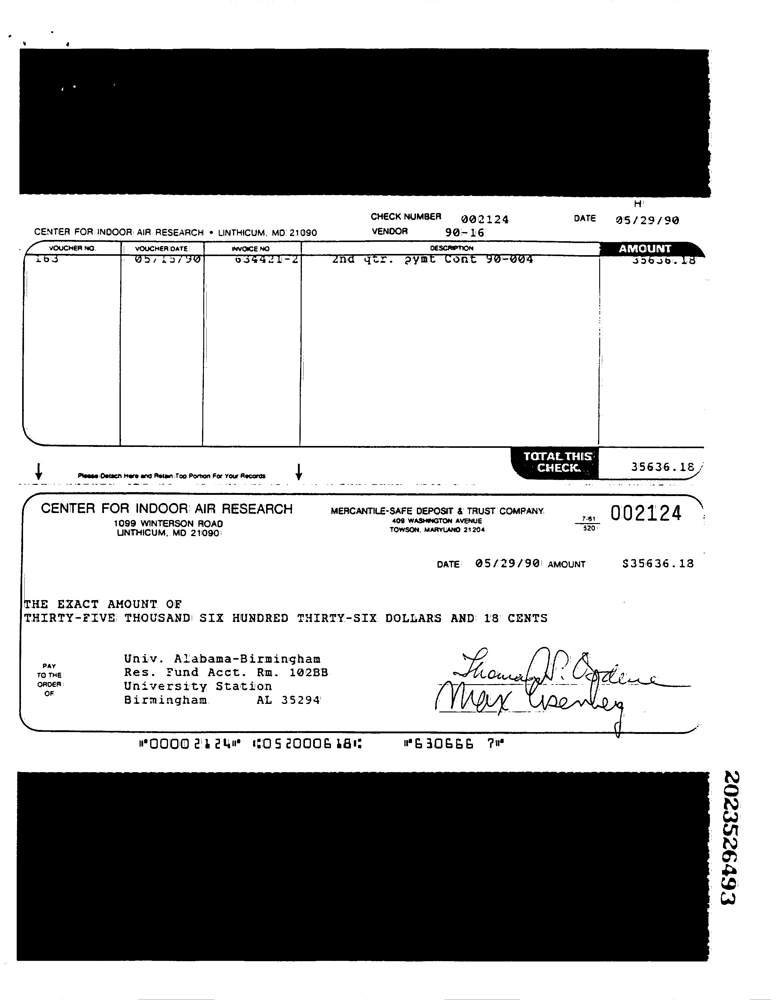 H
CHECK NUMBER 002124 DATE 05/29/90
CENTER FOR INDOOR AIR RESEARCH • LINTHICUM, MD 21090 VENDOR 90-16
VOUCHER NO. VOUCHER DATE INVOICE NO DESCRIPTION AMOUNT
163 05/15/90 634421-2 2nd qtr. pymt Cont 90-004 35636.18
TOTAL THIS
CHECK 35636.18
Please Detach Here and Retain Top Portion For Your Records
CENTER FOR INDOOR AIR RESEARCH
1099 WINTERSON ROAD
LINTHICUM, MD 21090
MERCANTILE-SAFE DEPOSIT & TRUST COMPANY
409 WASHINGTON AVENUE
TOWSON, MARYLAND 21204
7-61
520
002124
DATE 05/29/90 AMOUNT $35636.18
THE EXACT AMOUNT OF
THIRTY-FIVE THOUSAND SIX HUNDRED THIRTY-SIX DOLLARS AND 18 CENTS
PAY
TO THE
ORDER
OF
Univ. Alabama-Birmingham
Res. Fund Acct. Rm. 102BB
University Station
Birmingham AL 35294
Max Eisenberg
⑈00002124⑈ ⑆052000618⑆ ⑈630666 7⑈
2023526493